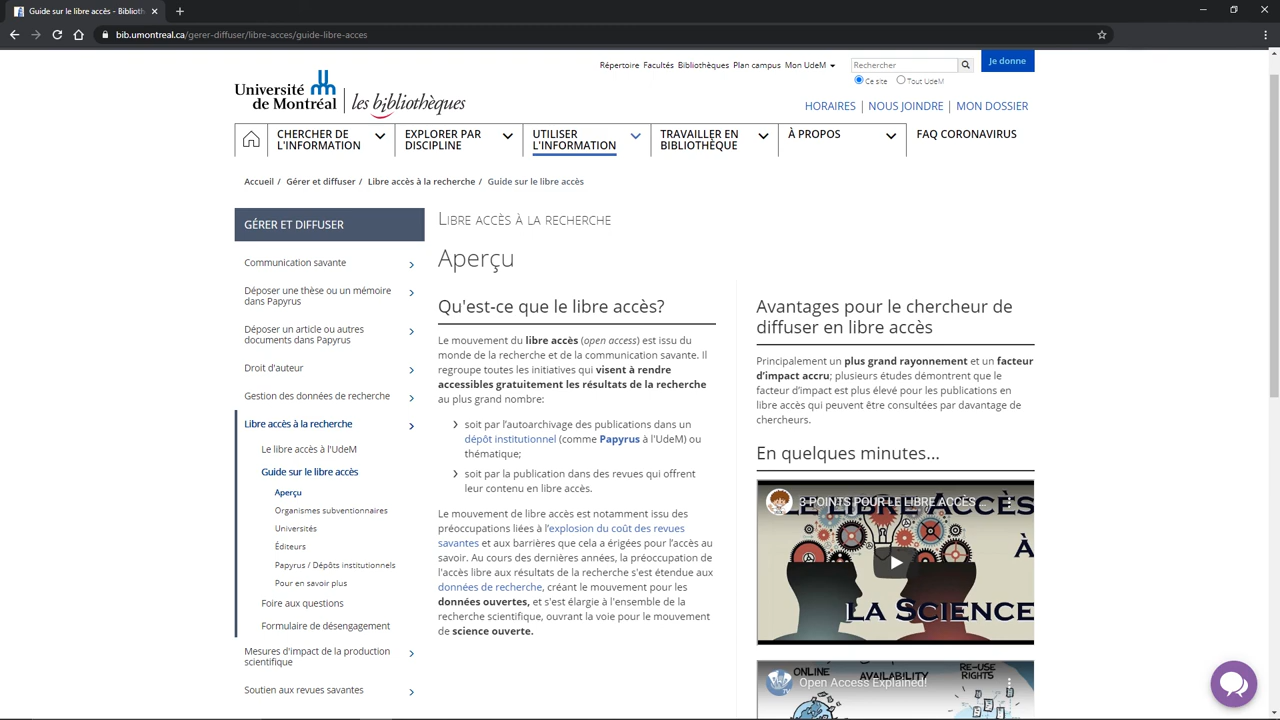 Guide sur le libre accès - Biblioth
bib.umontreal.ca/gerer-diffuser/libre-acces/guide-libre-acces
Répertoire Facultés Bibliothèques Plan campus Mon UdeM
Rechercher
Je donne
Ce site Tout UdeM
Université
de Montréal
les bibliothèques
HORAIRES | NOUS JOINDRE | MON DOSSIER
CHERCHER DE
L'INFORMATION
EXPLORER PAR
DISCIPLINE
UTILISER
L'INFORMATION
TRAVAILLER EN
BIBLIOTHÈQUE
À PROPOS
FAQ CORONAVIRUS
Accueil / Gérer et diffuser / Libre accès à la recherche / Guide sur le libre accès
GÉRER ET DIFFUSER
Communication savante
Déposer une thèse ou un mémoire
dans Papyrus
Déposer un article ou autres
documents dans Papyrus
Droit d'auteur
Gestion des données de recherche
Libre accès à la recherche
Le libre accès à l'UdeM
Guide sur le libre accès
Aperçu
Organismes subventionnaires
Universités
Éditeurs
Papyrus / Dépôts institutionnels
Pour en savoir plus
Foire aux questions
Formulaire de désengagement
Mesures d'impact de la production
scientifique
Soutien aux revues savantes
Libre accès à la recherche
Aperçu
Qu'est-ce que le libre accès?
Le mouvement du libre accès (open access) est issu du
monde de la recherche et de la communication savante. Il
regroupe toutes les initiatives qui visent à rendre
accessibles gratuitement les résultats de la recherche
au plus grand nombre:
soit par l'autoarchivage des publications dans un
dépôt institutionnel (comme Papyrus à l'UdeM) ou
thématique;
soit par la publication dans des revues qui offrent
leur contenu en libre accès.
Le mouvement de libre accès est notamment issu des
préoccupations liées à l'explosion du coût des revues
savantes et aux barrières que cela a érigées pour l'accès au
savoir. Au cours des dernières années, la préoccupation de
l'accès libre aux résultats de la recherche s'est étendue aux
données de recherche, créant le mouvement pour les
données ouvertes, et s'est élargie à l'ensemble de la
recherche scientifique, ouvrant la voie pour le mouvement
de science ouverte.
Avantages pour le chercheur de
diffuser en libre accès
Principalement un plus grand rayonnement et un facteur
d'impact accru; plusieurs études démontrent que le
facteur d'impact est plus élevé pour les publications en
libre accès qui peuvent être consultées par davantage de
chercheurs.
En quelques minutes...
3 POINTS POUR LE LIBRE ACCÈS ...
LE LIBRE ACCÈS
À
LA SCIENCE
ONLINE
AVAILABILITY
RE-USE
RIGHTS
Open Access Explained!